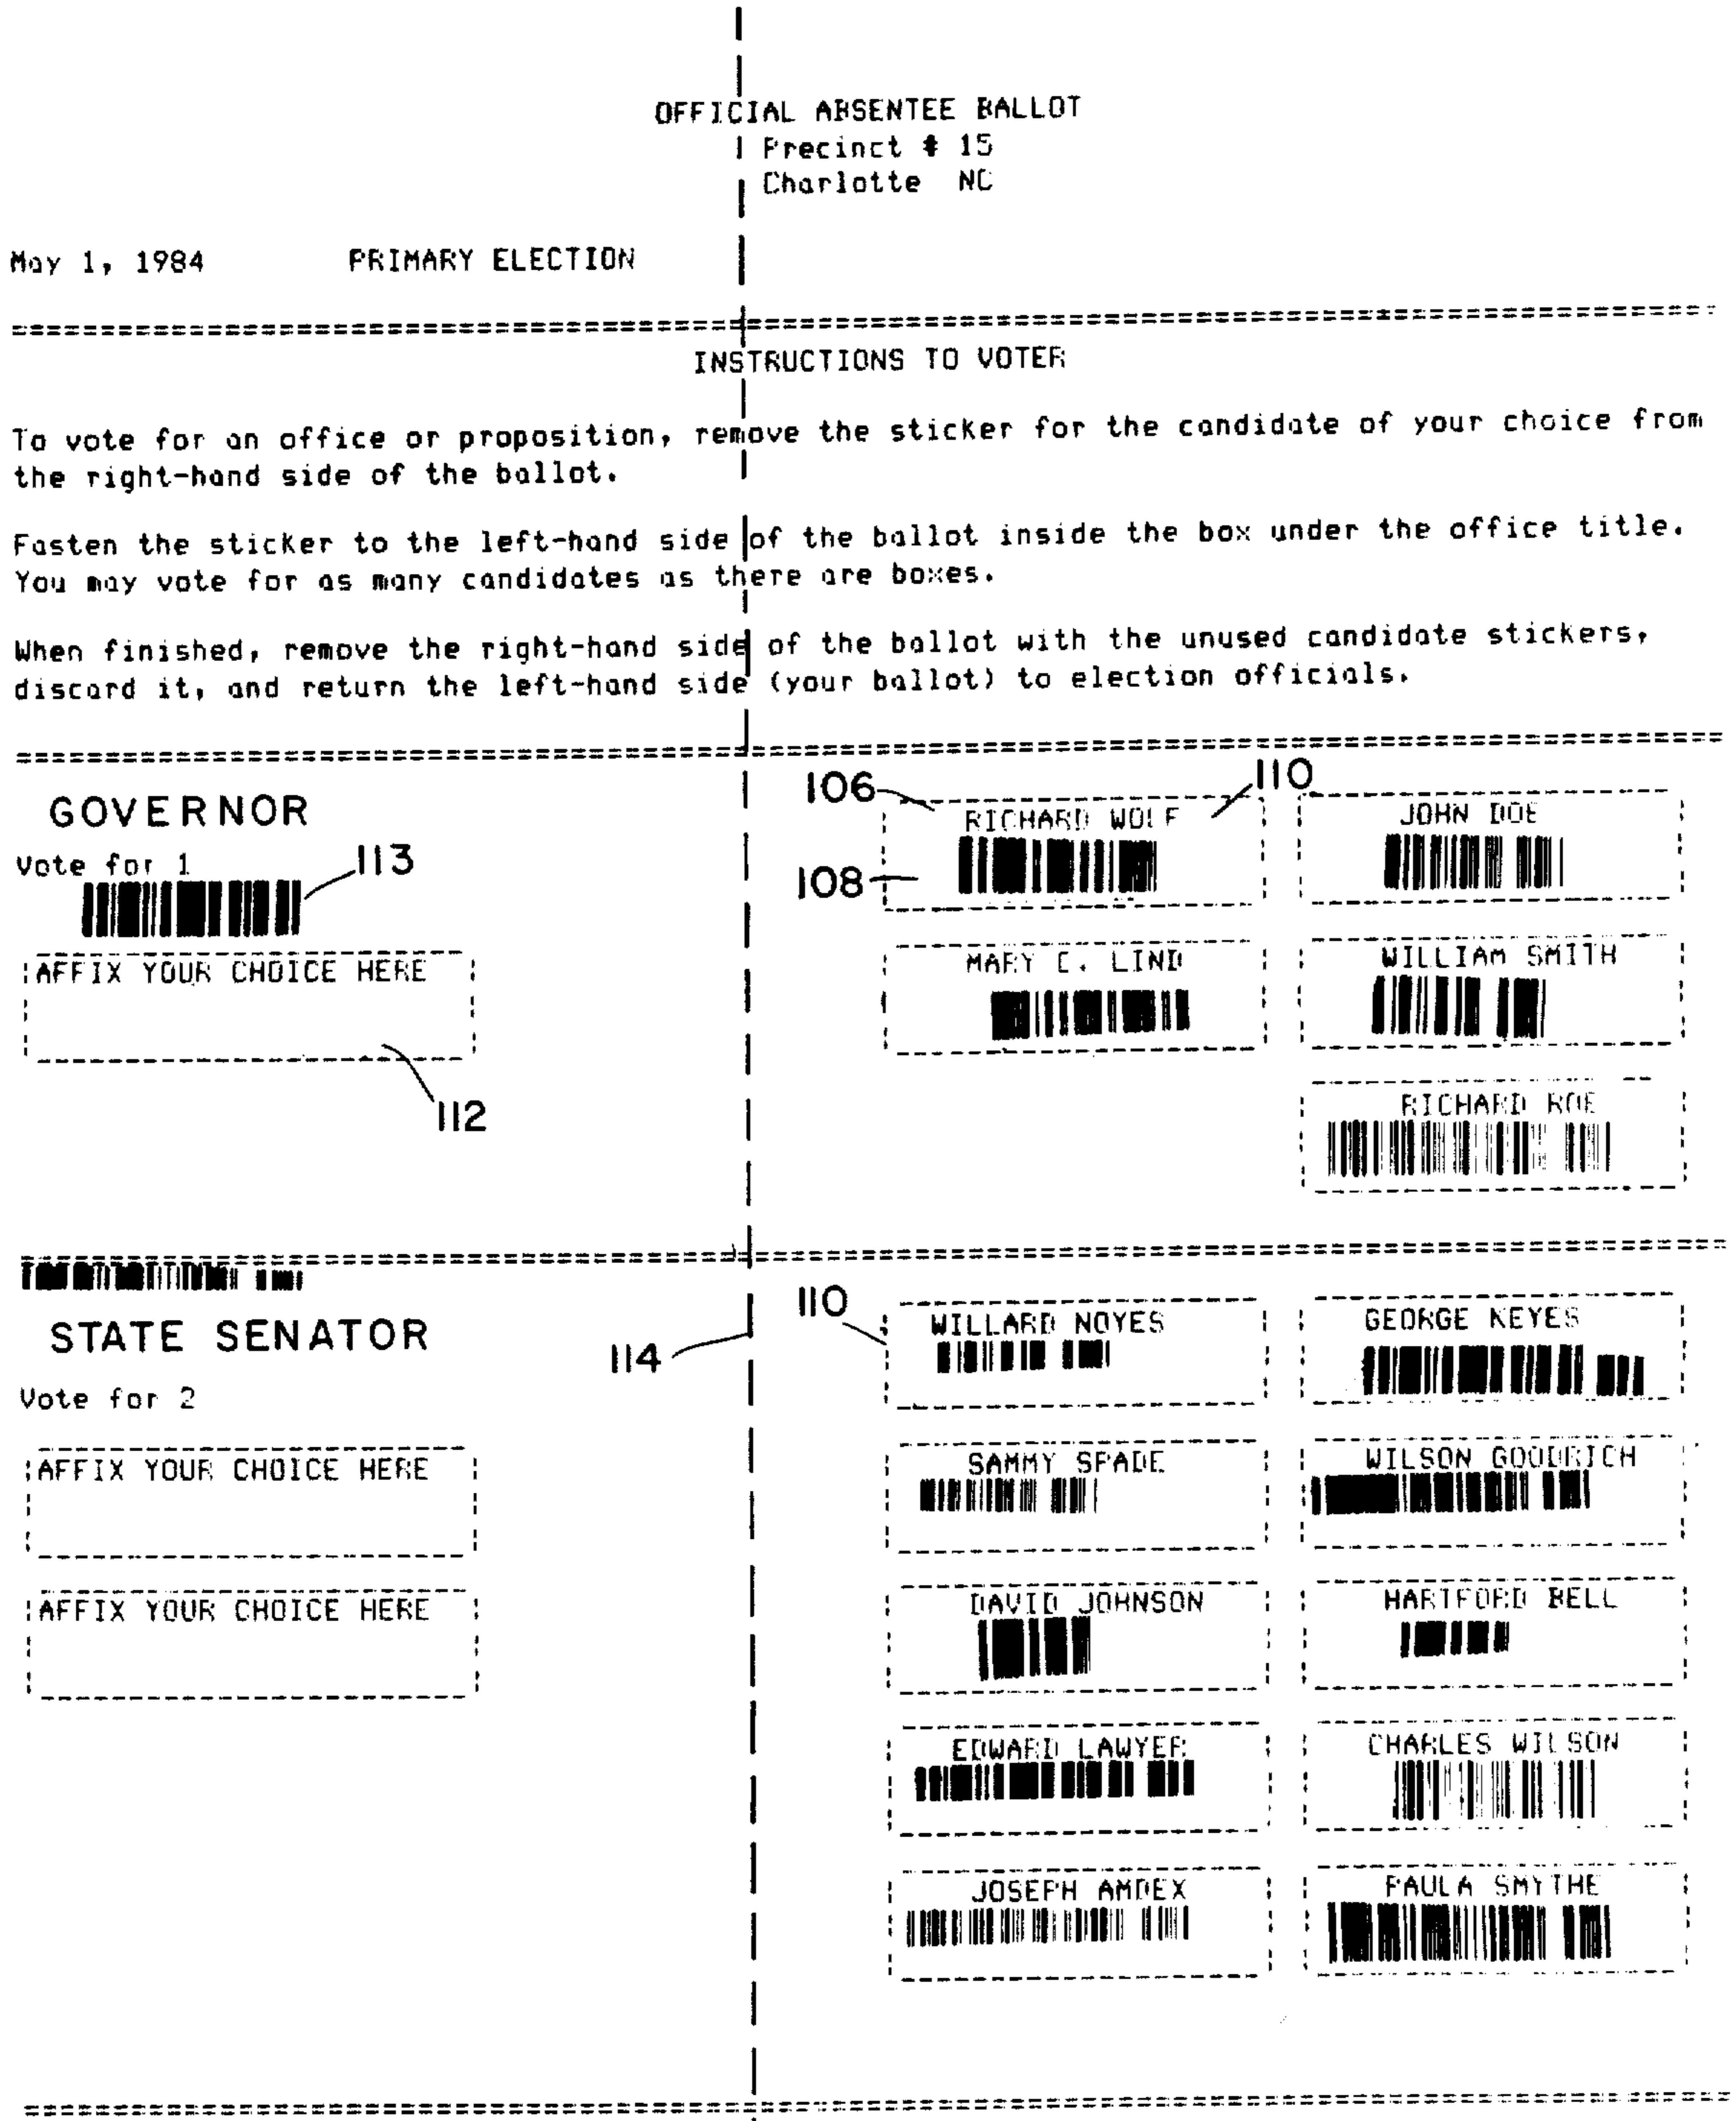 OFFICIAL ABSENTEE BALLOT
Precinct # 15
Charlotte NC
May 1, 1984 PRIMARY ELECTION
INSTRUCTIONS TO VOTER
To vote for an office or proposition, remove the sticker for the candidate of your choice from
the right-hand side of the ballot.
Fasten the sticker to the left-hand side of the ballot inside the box under the office title.
You may vote for as many candidates as there are boxes.
When finished, remove the right-hand side of the ballot with the unused candidate stickers,
discard it, and return the left-hand side (your ballot) to election officials.
GOVERNOR
Vote for 1
113
AFFIX YOUR CHOICE HERE
112
106
110
108
RICHARD WOLF
JOHN DOE
MARY C. LIND
WILLIAM SMITH
RICHARD ROE
STATE SENATOR
Vote for 2
AFFIX YOUR CHOICE HERE
AFFIX YOUR CHOICE HERE
114
110
WILLARD NOYES
GEORGE KEYES
SAMMY SPADE
WILSON GOODRICH
DAVID JOHNSON
HARTFORD BELL
EDWARD LAWYER
CHARLES WILSON
JOSEPH AMDEX
PAULA SMYTHE